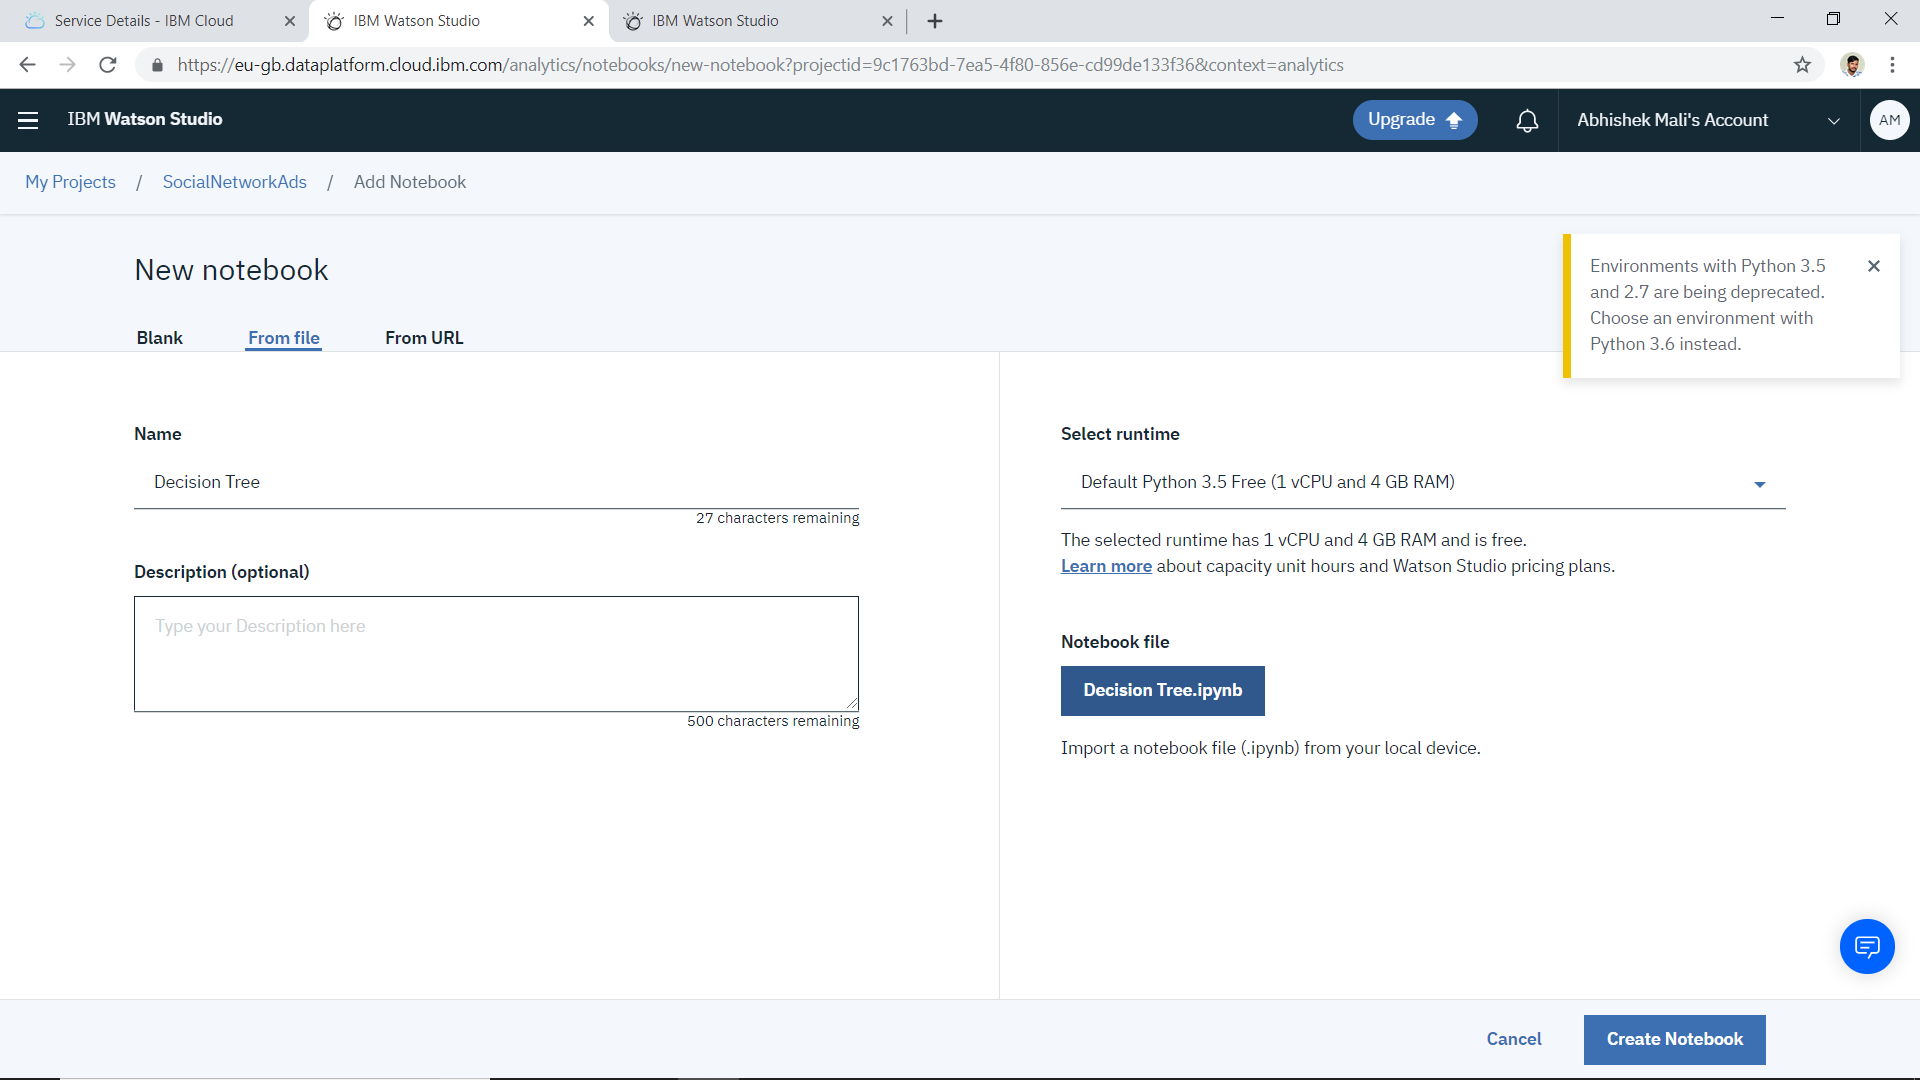 Service Details - IBM Cloud
IBM Watson Studio
IBM Watson Studio
https://eu-gb.dataplatform.cloud.ibm.com/analytics/notebooks/new-notebook?projectid=9c1763bd-7ea5-4f80-856e-cd99de133f36&context=analytics
IBM Watson Studio
Upgrade
Abhishek Mali's Account
AM
My Projects / SocialNetworkAds / Add Notebook
New notebook
Environments with Python 3.5
and 2.7 are being deprecated.
Choose an environment with
Python 3.6 instead.
Blank
From file
From URL
Name
Decision Tree
27 characters remaining
Description (optional)
Type your Description here
500 characters remaining
Select runtime
Default Python 3.5 Free (1 vCPU and 4 GB RAM)
The selected runtime has 1 vCPU and 4 GB RAM and is free.
Learn more about capacity unit hours and Watson Studio pricing plans.
Notebook file
Decision Tree.ipynb
Import a notebook file (.ipynb) from your local device.
Cancel
Create Notebook